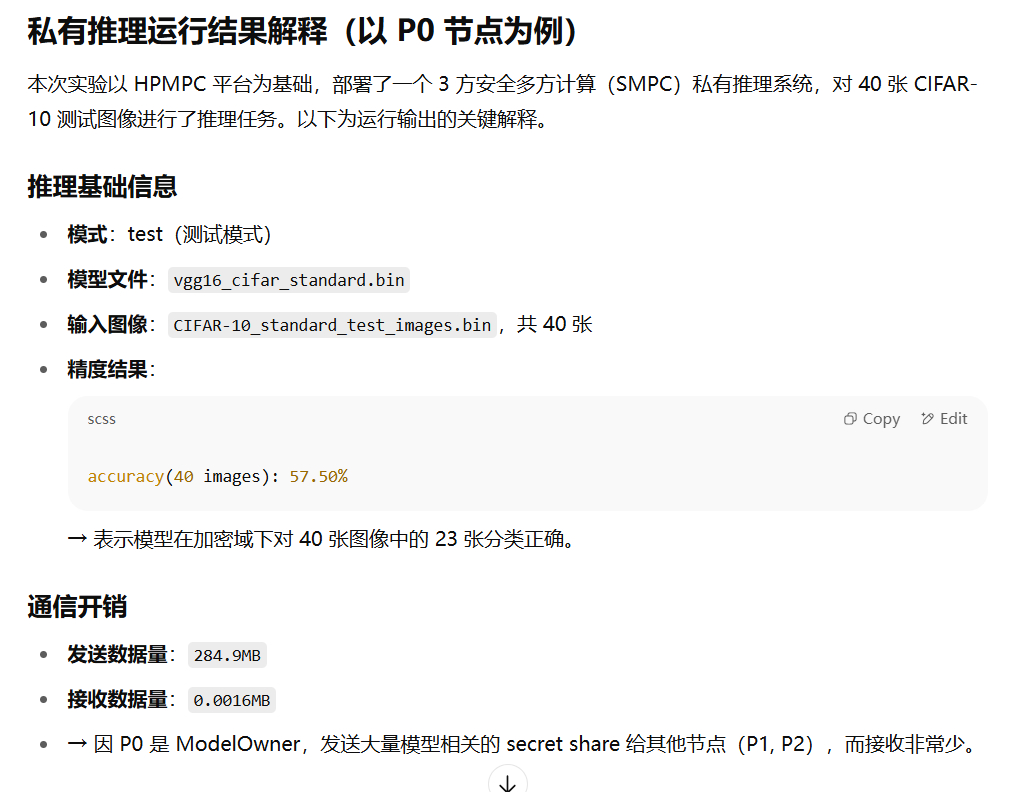 私有推理运行结果解释（以 P0 节点为例）
本次实验以 HPMPC 平台为基础，部署了一个 3 方安全多方计算（SMPC）私有推理系统，对 40 张 CIFAR-
10 测试图像进行了推理任务。以下为运行输出的关键解释。
推理基础信息
• 模式：test（测试模式）
• 模型文件：vgg16_cifar_standard.bin
• 输入图像：CIFAR-10_standard_test_images.bin，共 40 张
• 精度结果：
scss Copy Edit
accuracy(40 images): 57.50%
→ 表示模型在加密域下对 40 张图像中的 23 张分类正确。
通信开销
• 发送数据量：284.9MB
• 接收数据量：0.0016MB
• → 因 P0 是 ModelOwner，发送大量模型相关的 secret share 给其他节点（P1, P2），而接收非常少。